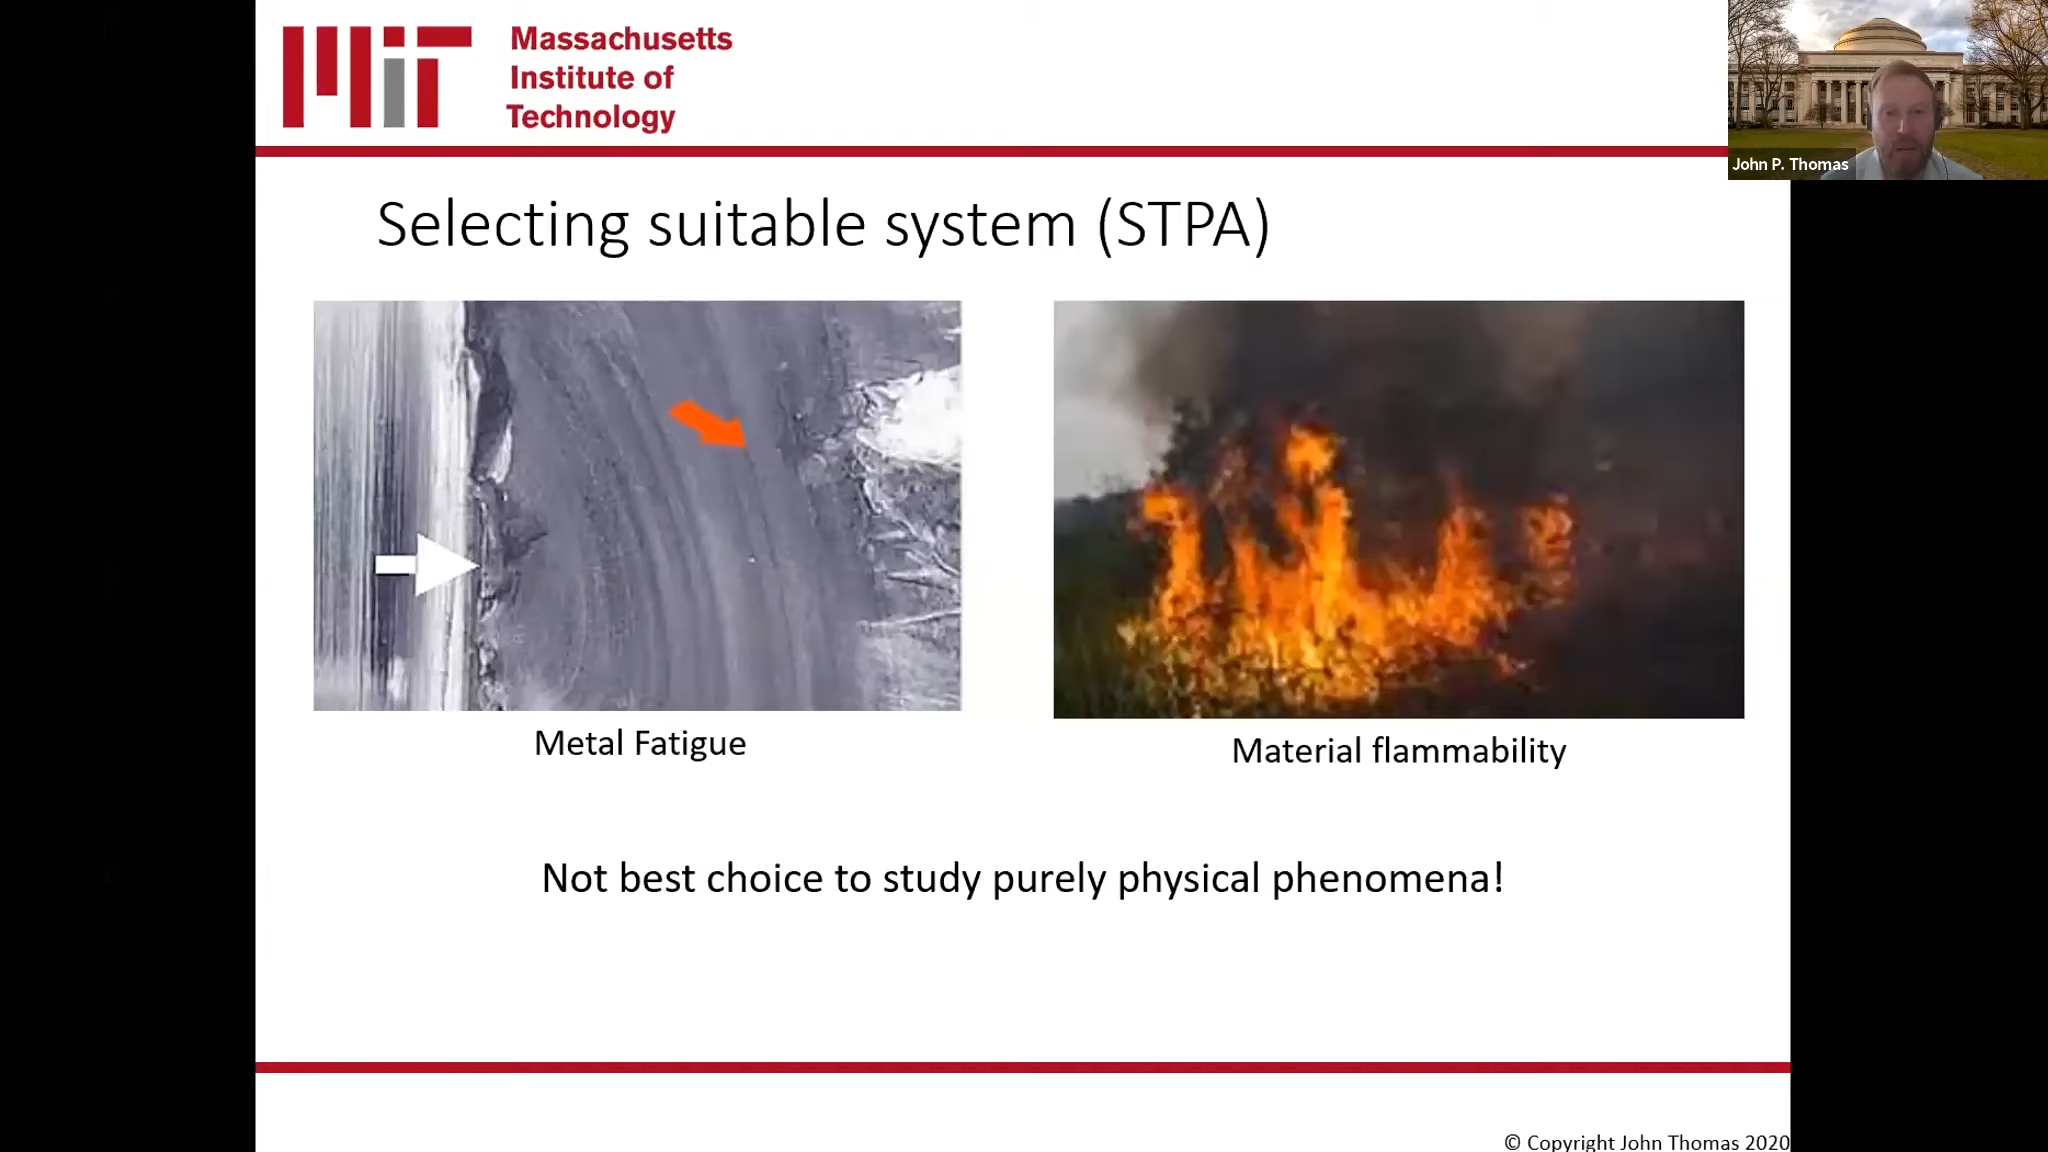 MIT
Massachusetts
Institute of
Technology
John P. Thomas
Selecting suitable system (STPA)
Metal Fatigue
Material flammability
Not best choice to study purely physical phenomena!
© Copyright John Thomas 2020